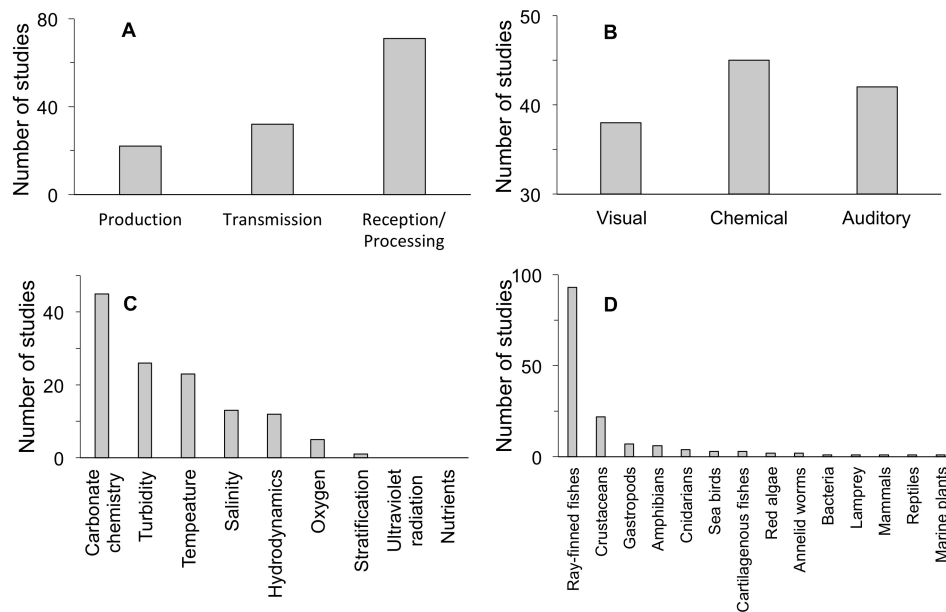 A
Number of studies
80
40
0
Production
Transmission
Reception/
Processing
B
Number of studies
50
40
30
Visual
Chemical
Auditory
C
Number of studies
40
20
0
Carbonate
chemistry
Turbidity
Tempeature
Salinity
Hydrodynamics
Oxygen
Stratification
Ultraviolet
radiation
Nutrients
D
Number of studies
100
50
0
Ray-finned fishes
Crustaceans
Gastropods
Amphibians
Cnidarians
Sea birds
Cartilagenous fishes
Red algae
Annelid worms
Bacteria
Lamprey
Mammals
Reptiles
Marine plants